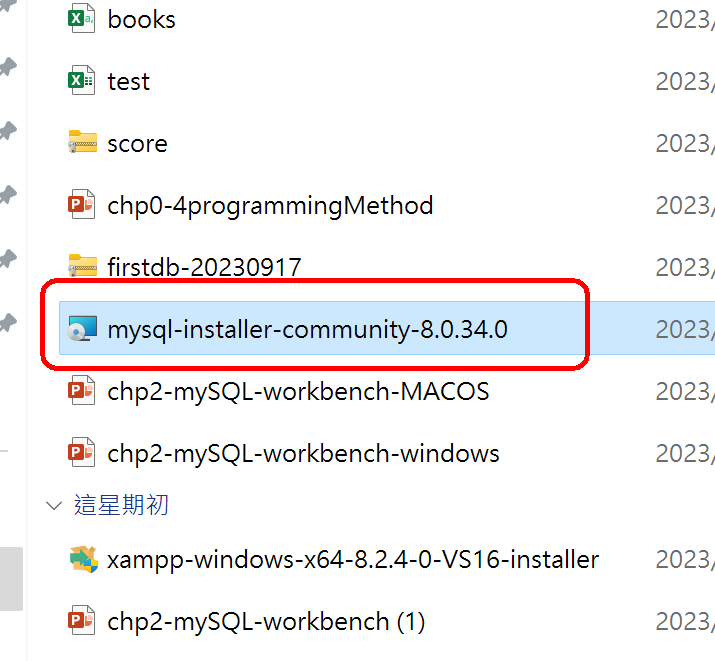 books 2023/
test 2023/
score 2023/
chp0-4programmingMethod 2023/
firstdb-20230917 2023/
mysql-installer-community-8.0.34.0 2023/
chp2-mySQL-workbench-MACOS 2023/
chp2-mySQL-workbench-windows 2023/
這星期初
xampp-windows-x64-8.2.4-0-VS16-installer 2023/
chp2-mySQL-workbench (1) 2023/